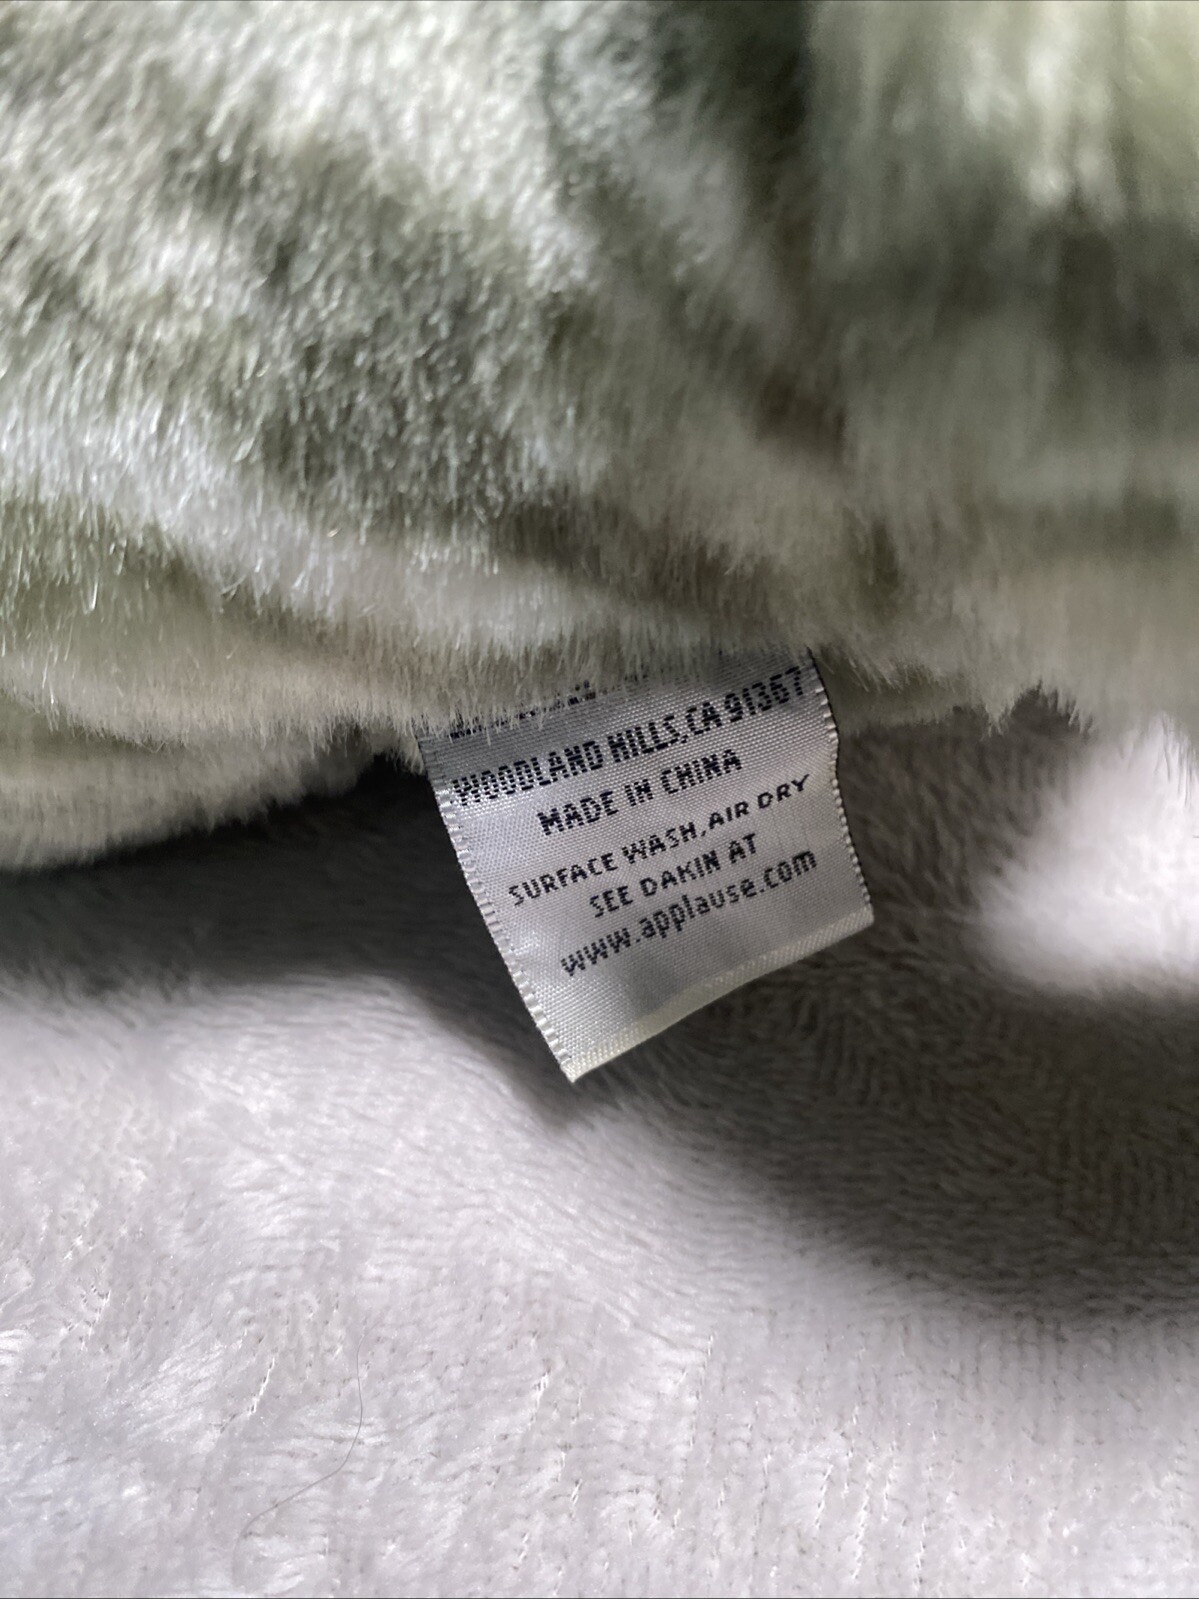 WOODLAND HILLS,CA 91367
MADE IN CHINA
SURFACE WASH,AIR DRY
SEE DAKIN AT
www.applause.com